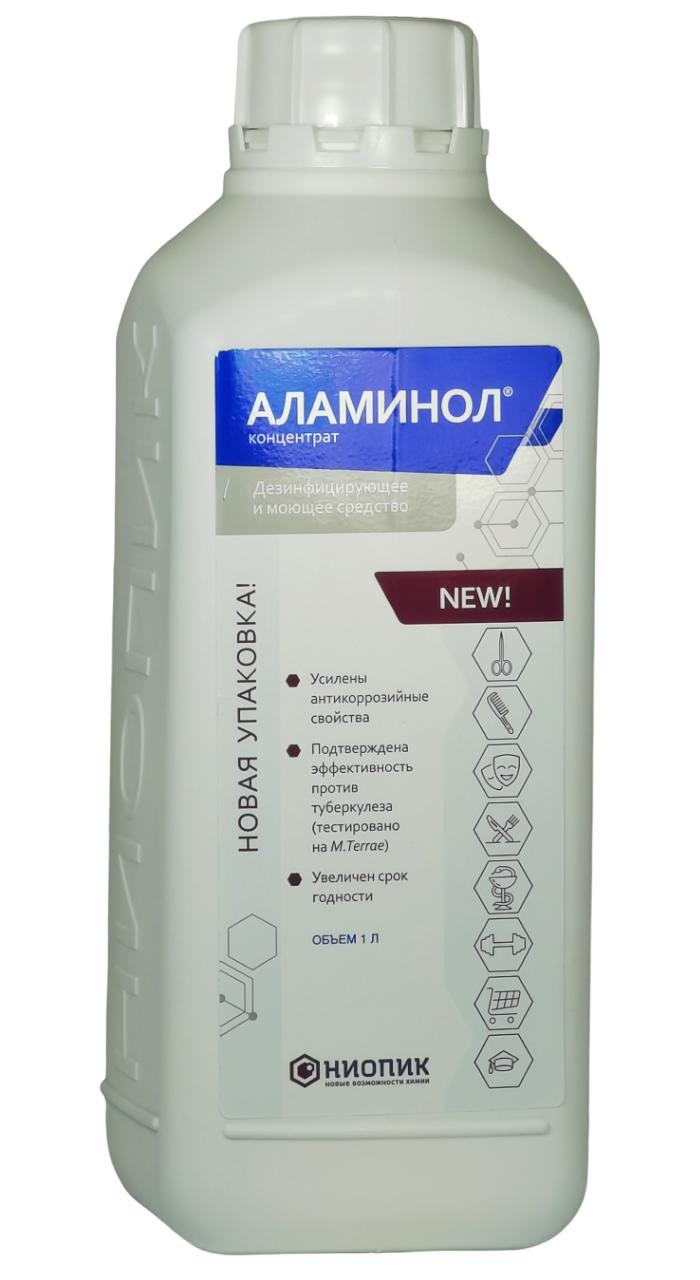 АЛАМИНОЛ®
концентрат
/ Дезинфицирующее
и моющее средство
NEW!
НОВАЯ УПАКОВКА!
Усилены
антикоррозийные
свойства
Подтверждена
эффективность
против
туберкулеза
(тестировано
на M.Terrae)
Увеличен срок
годности
ОБЪЕМ 1 Л
НИОПИК
новые возможности химии
НИОПИК